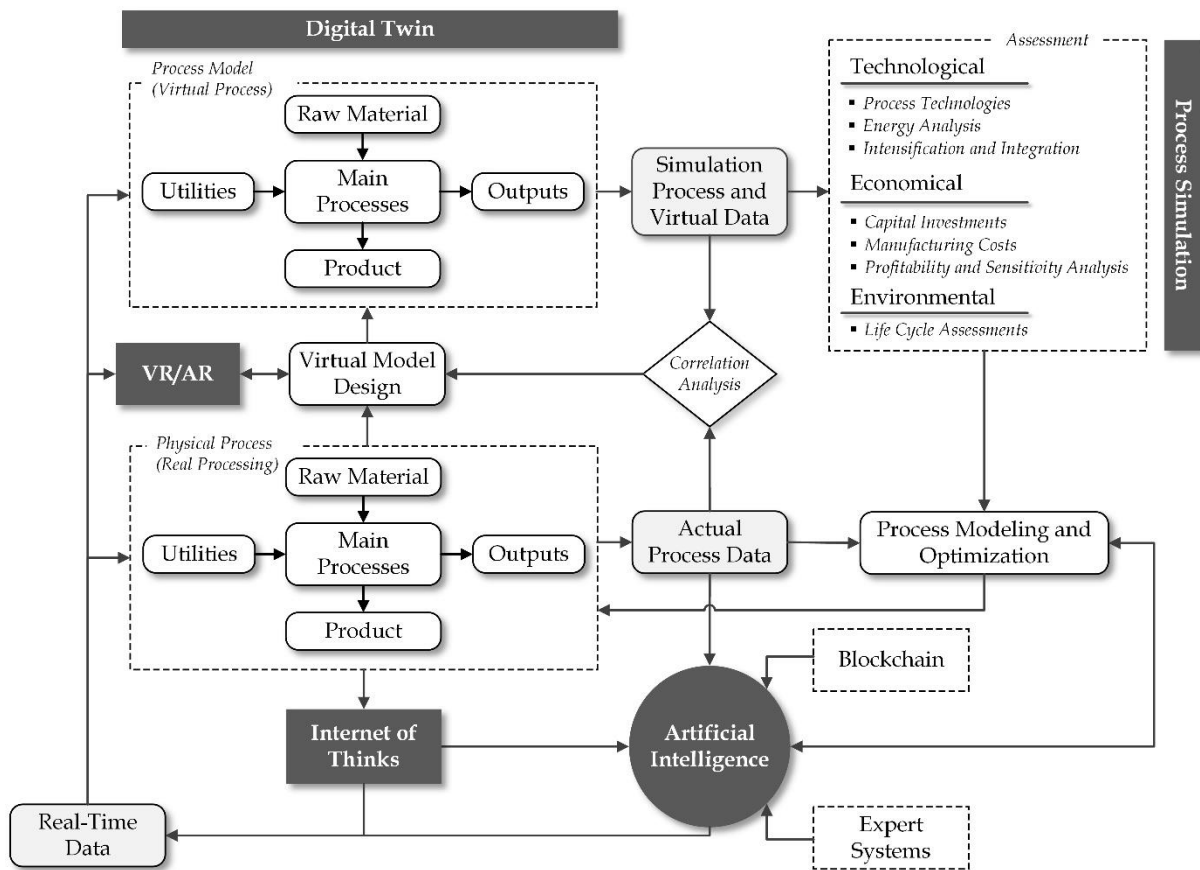 Digital Twin
Assessment
Process Model
(Virtual Process)
Raw Material
Utilities
Main
Processes
Outputs
Product
Simulation
Process and
Virtual Data
Technological
▪ Process Technologies
▪ Energy Analysis
▪ Intensification and Integration
Economical
▪ Capital Investments
▪ Manufacturing Costs
▪ Profitability and Sensitivity Analysis
Environmental
▪ Life Cycle Assessments
Process Simulation
VR/AR
Virtual Model
Design
Correlation
Analysis
Physical Process
(Real Processing)
Raw Material
Utilities
Main
Processes
Outputs
Product
Actual
Process Data
Process Modeling and
Optimization
Blockchain
Internet of
Thinks
Artificial
Intelligence
Real-Time
Data
Expert
Systems